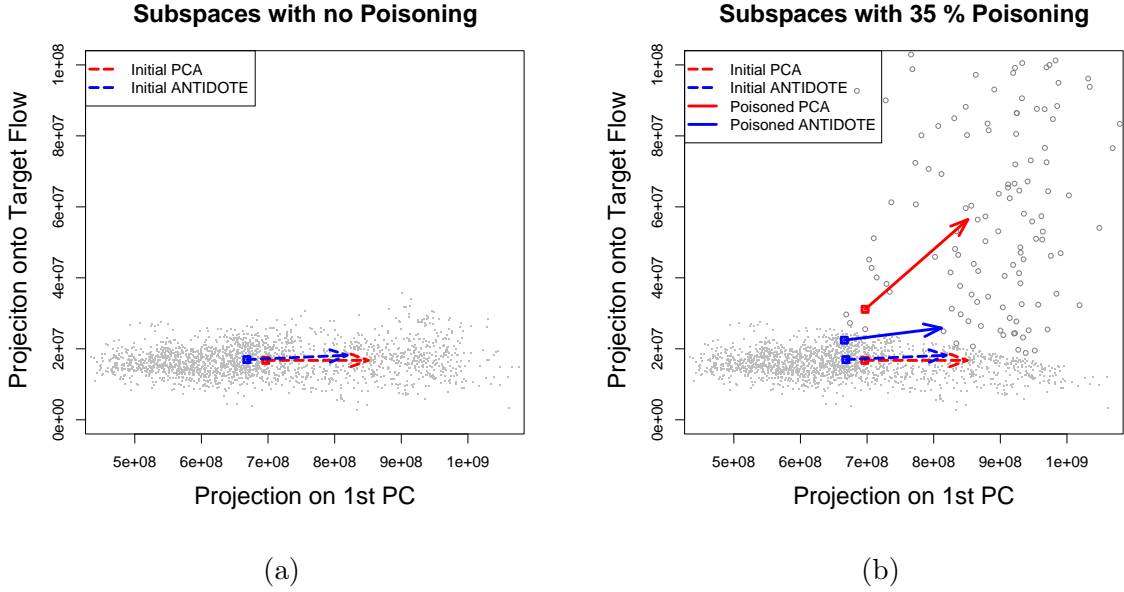 Subspaces with no Poisoning
Initial PCA
Initial ANTIDOTE
Projeciton onto Target Flow
0e+00 2e+07 4e+07 6e+07 8e+07 1e+08
5e+08 6e+08 7e+08 8e+08 9e+08 1e+09
Projection on 1st PC
(a)
Subspaces with 35 % Poisoning
Initial PCA
Initial ANTIDOTE
Poisoned PCA
Poisoned ANTIDOTE
Projeciton onto Target Flow
0e+00 2e+07 4e+07 6e+07 8e+07 1e+08
5e+08 6e+08 7e+08 8e+08 9e+08 1e+09
Projection on 1st PC
(b)